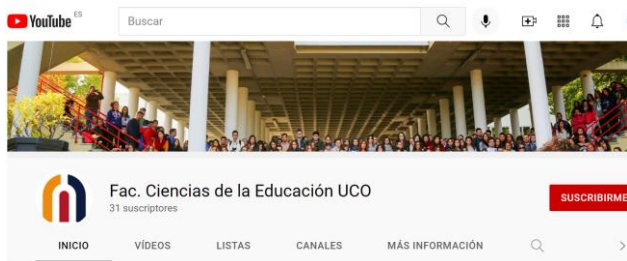 YouTube ES
Buscar
Fac. Ciencias de la Educación UCO
31 suscriptores
SUSCRIBIRME
INICIO VÍDEOS LISTAS CANALES MÁS INFORMACIÓN